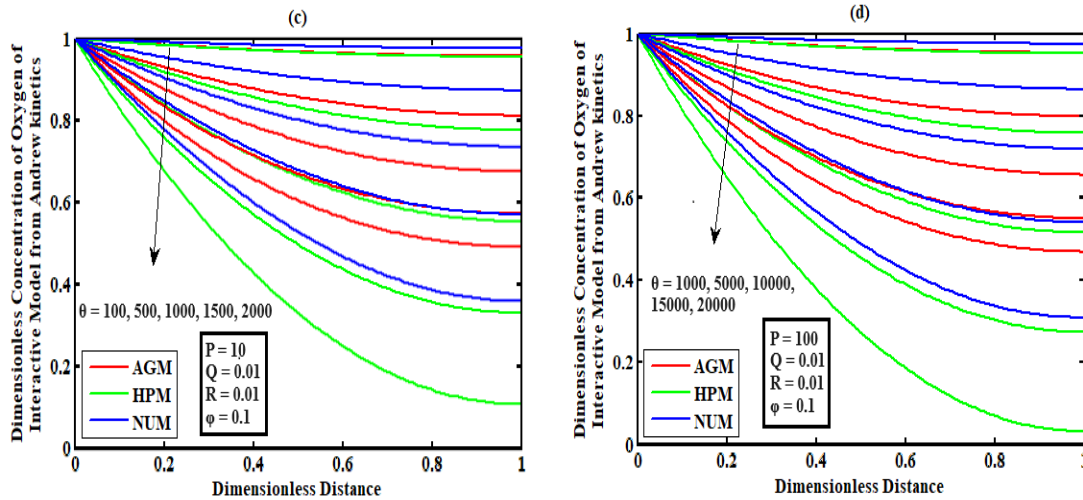 (c)
Dimensionless Concentration of Oxygen of
Interactive Model from Andrew kinetics
1
0.8
0.6
0.4
0.2
0
θ = 100, 500, 1000, 1500, 2000
P = 10
Q = 0.01
R = 0.01
φ = 0.1
AGM
HPM
NUM
0 0.2 0.4 0.6 0.8 1
Dimensionless Distance
(d)
Dimensionless Concentration of Oxygen of
Interactive Model from Andrew kinetics
1
0.8
0.6
0.4
0.2
0
θ = 1000, 5000, 10000,
15000, 20000
P = 100
Q = 0.01
R = 0.01
φ = 0.1
AGM
HPM
NUM
0 0.2 0.4 0.6 0.8 1
Dimensionless Distance